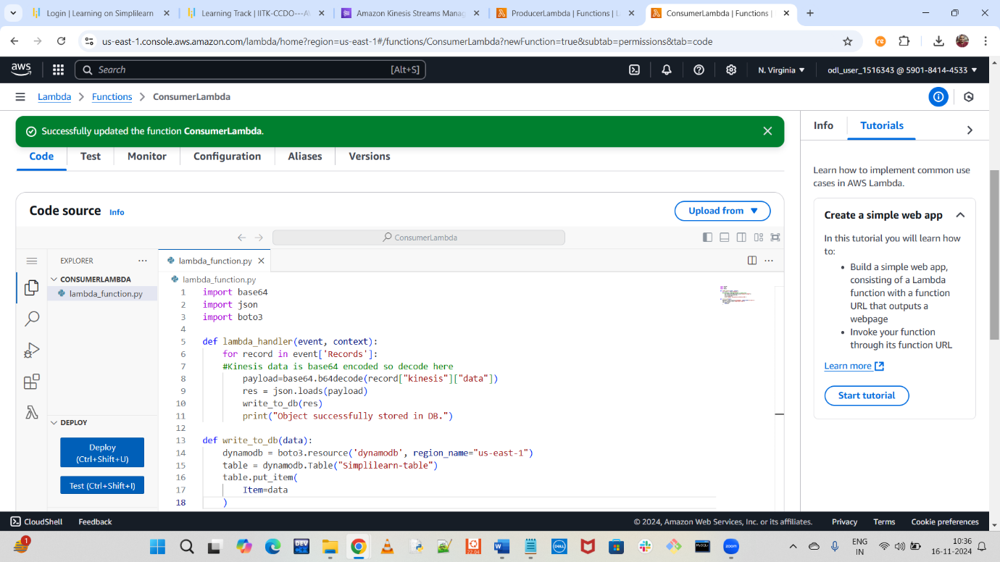 Login | Learning on Simplilearn
Learning Track | IITK-CCDO---A
Amazon Kinesis Streams Manag
ProducerLambda | Functions | L
ConsumerLambda | Functions |
us-east-1.console.aws.amazon.com/lambda/home?region=us-east-1#/functions/ConsumerLambda?newFunction=true&subtab=permissions&tab=code
aws
Search
[Alt+S]
N. Virginia
odl_user_1516343 @ 5901-8414-4533
Lambda
Functions
ConsumerLambda
Successfully updated the function ConsumerLambda.
Code
Test
Monitor
Configuration
Aliases
Versions
Code source
Info
Upload from
ConsumerLambda
EXPLORER
CONSUMERLAMBDA
lambda_function.py
DEPLOY
Deploy
(Ctrl+Shift+U)
Test (Ctrl+Shift+I)
lambda_function.py
lambda_function.py
1 import base64
2 import json
3 import boto3
4
5 def lambda_handler(event, context):
6 for record in event['Records']:
7 #Kinesis data is base64 encoded so decode here
8 payload=base64.b64decode(record["kinesis"]["data"])
9 res = json.loads(payload)
10 write_to_db(res)
11 print("Object successfully stored in DB.")
12
13 def write_to_db(data):
14 dynamodb = boto3.resource('dynamodb', region_name="us-east-1")
15 table = dynamodb.Table("Simplilearn-table")
16 table.put_item(
17 Item=data
18 )
Info
Tutorials
Learn how to implement common use
cases in AWS Lambda.
Create a simple web app
In this tutorial you will learn how
to:
• Build a simple web app,
consisting of a Lambda
function with a function
URL that outputs a
webpage
• Invoke your function
through its function URL
Learn more
Start tutorial
CloudShell
Feedback
© 2024, Amazon Web Services, Inc. or its affiliates.
Privacy
Terms
Cookie preferences
1
DEV
22.04
W
DELL
zoom
ENG
IN
10:36
16-11-2024